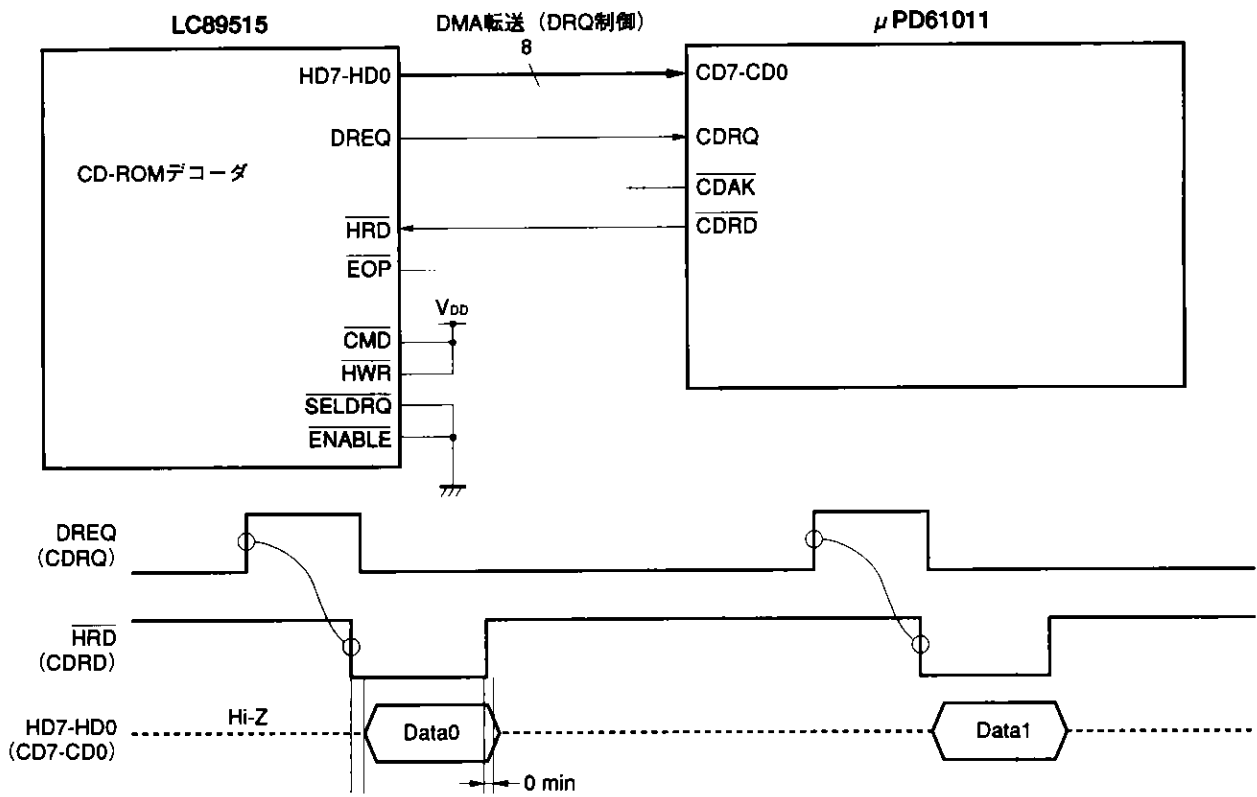 LC89515
DMA転送（DRQ制御）
μPD61011
8
HD7-HD0
CD7-CD0
DREQ
CDRQ
CD-ROMデコーダ
CDAK
HRD
CDRD
EOP
VDD
CMD
HWR
SELDRQ
ENABLE
DREQ
（CDRQ）
HRD
（CDRD）
HD7-HD0
（CD7-CD0）
Hi-Z
Data0
Data1
0 min